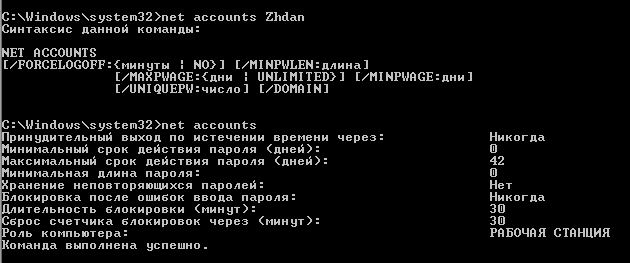 C:\Windows\system32>net accounts Zhdan
Синтаксис данной команды:
NET ACCOUNTS
[/FORCELOGOFF:{минуты ¦ NO}] [/MINPWLEN:длина]
[/MAXPWAGE:{дни ¦ UNLIMITED}] [/MINPWAGE:дни]
[/UNIQUEPW:число] [/DOMAIN]
C:\Windows\system32>net accounts
Принудительный выход по истечении времени через: Никогда
Минимальный срок действия пароля (дней): 0
Максимальный срок действия пароля (дней): 42
Минимальная длина пароля: 0
Хранение неповторяющихся паролей: Нет
Блокировка после ошибок ввода пароля: Никогда
Длительность блокировки (минут): 30
Сброс счетчика блокировок через (минут): 30
Роль компьютера: РАБОЧАЯ СТАНЦИЯ
Команда выполнена успешно.